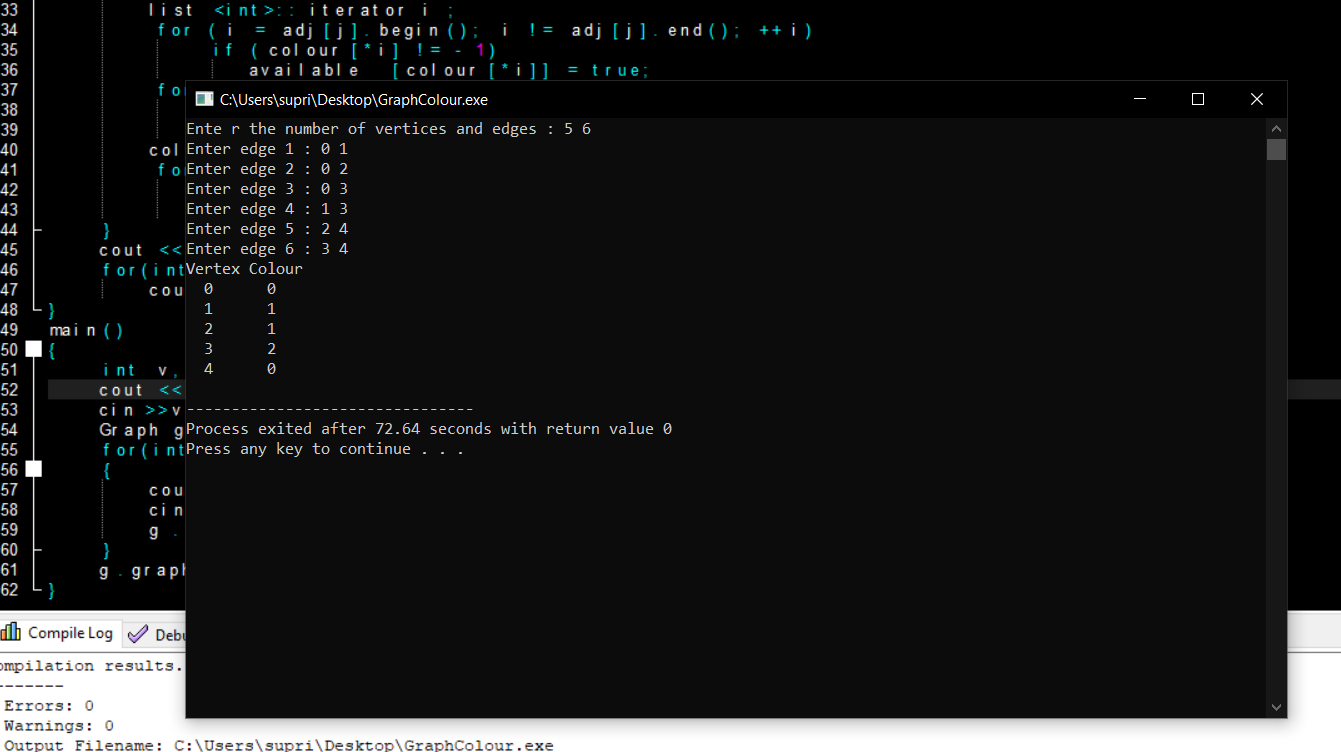 33 list <int>:: iterator i ;
34 for ( i = adj[j].begin(); i != adj[j].end(); ++i)
35 if ( colour [*i] != - 1)
36 available [colour [*i]] = true;
37 for
C:\Users\supri\Desktop\GraphColour.exe
38
39
40 col
41 for
42
43
44 }
45 cout <<
46 for(int
47 cou
48 }
49 main()
50 {
51 int v,
52 cout <<
53 cin >>v
54 Graph g
55 for(int
56 {
57 cou
58 cin
59 g .
60 }
61 g.graph
62 }
Ente r the number of vertices and edges : 5 6
Enter edge 1 : 0 1
Enter edge 2 : 0 2
Enter edge 3 : 0 3
Enter edge 4 : 1 3
Enter edge 5 : 2 4
Enter edge 6 : 3 4
Vertex Colour
0 0
1 1
2 1
3 2
4 0
--------------------------------
Process exited after 72.64 seconds with return value 0
Press any key to continue . . .
Compile Log Debu
ompilation results.
-------
Errors: 0
Warnings: 0
Output Filename: C:\Users\supri\Desktop\GraphColour.exe